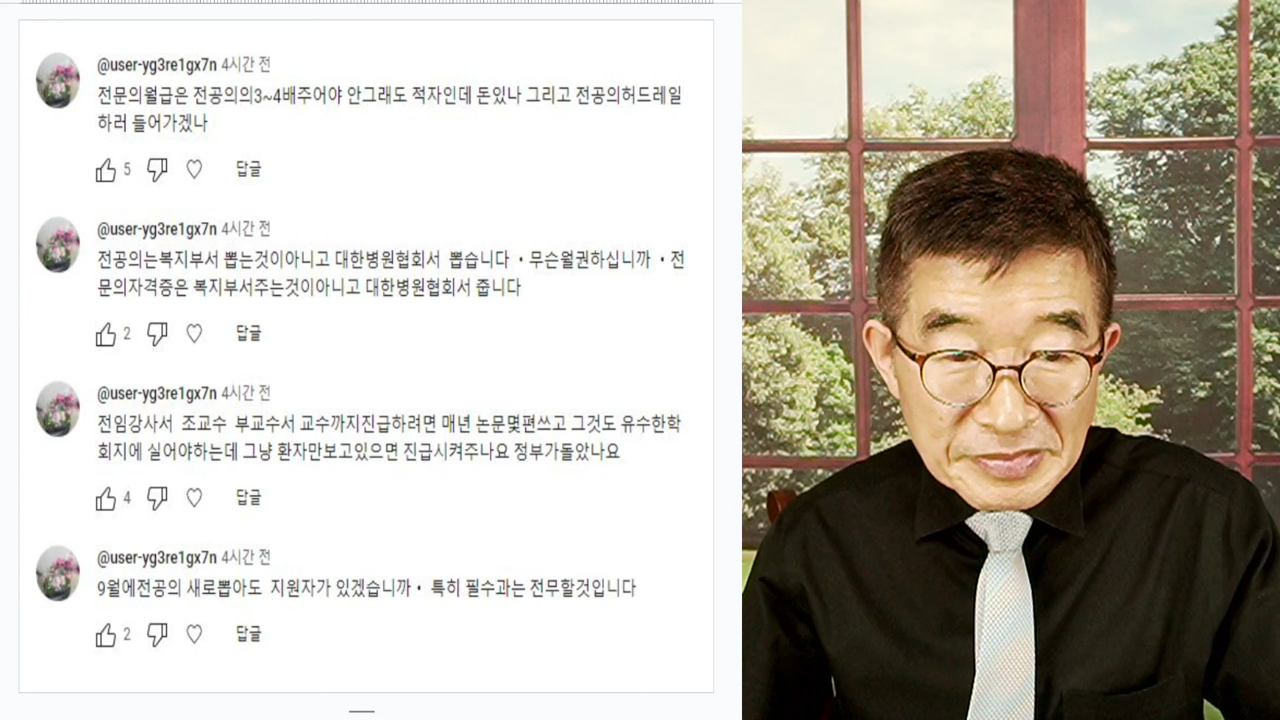 @user-yg3re1gx7n 4시간 전
전문의월급은 전공의의3~4배주어야 안그래도 적자인데 돈있나 그리고 전공의허드레일
하러 들어가겠나
5 답글
@user-yg3re1gx7n 4시간 전
전공의는복지부서 뽑는것이아니고 대한병원협회서 뽑습니다 • 무슨월권하십니까 • 전
문의자격증은 복지부서주는것이아니고 대한병원협회서 줍니다
2 답글
@user-yg3re1gx7n 4시간 전
전임강사서 조교수 부교수서 교수까지진급하려면 매년 논문몇편쓰고 그것도 유수한학
회지에 실어야하는데 그냥 환자만보고있으면 진급시켜주나요 정부가돌았나요
4 답글
@user-yg3re1gx7n 4시간 전
9월에전공의 새로뽑아도 지원자가 있겠습니까 • 특히 필수과는 전무할것입니다
2 답글